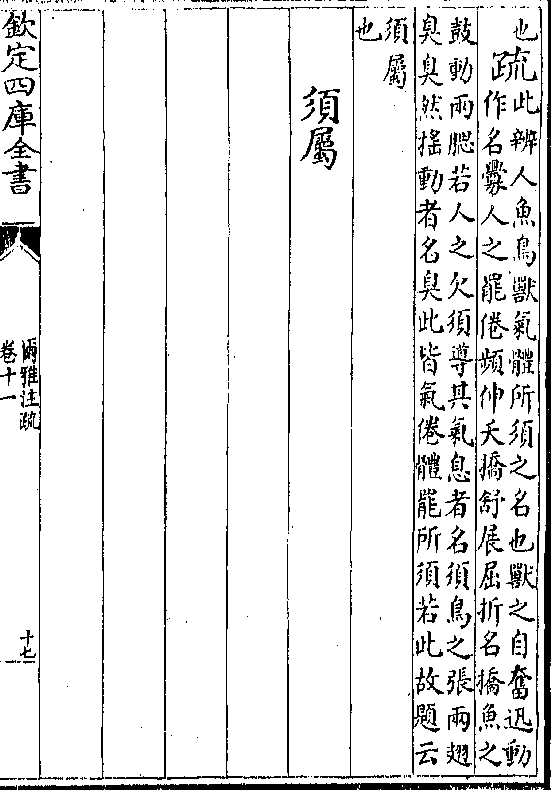 也
疏
此辨人魚鳥獸氣體所須之名也獸之自奮迅動
作名釁人之罷倦頻伸夭撟舒展屈折名撟魚之
鼓動兩腮若人之欠須導其氣息者名須鳥之張兩翅
臭臭然搖動者名臭此皆氣倦體罷所須若此故題云
須屬
也
須屬
欽定四庫全書
爾雅注疏
卷十一
十七